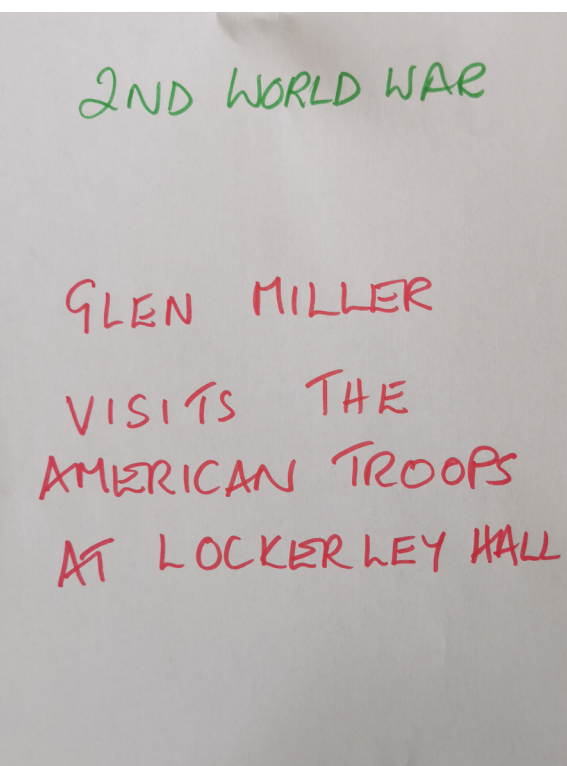 2ND WORLD WAR
GLEN MILLER
VISITS THE
AMERICAN TROOPS
AT LOCKERLEY HALL